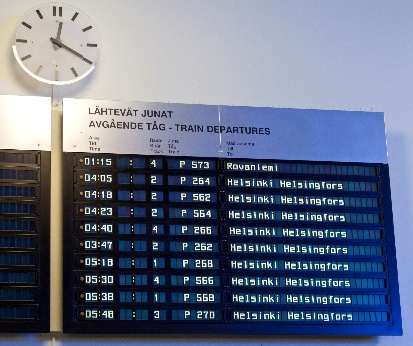 LÄHTEVÄT JUNAT
AVGÅENDE TÅG - TRAIN DEPARTURES
Aika Raide Juna Määräasema
Tid Spår Tåg Till
Time Track Train To
01:15 : 4 P 573 Rovaniemi
04:05 : 2 P 264 Helsinki Helsingfors
04:18 : 2 P 562 Helsinki Helsingfors
04:23 : 2 P 564 Helsinki Helsingfors
04:40 : 4 P 266 Helsinki Helsingfors
03:47 : 2 P 262 Helsinki Helsingfors
05:18 : 1 P 268 Helsinki Helsingfors
05:30 : 4 P 566 Helsinki Helsingfors
05:38 : 1 P 568 Helsinki Helsingfors
05:48 : 3 P 270 Helsinki Helsingfors